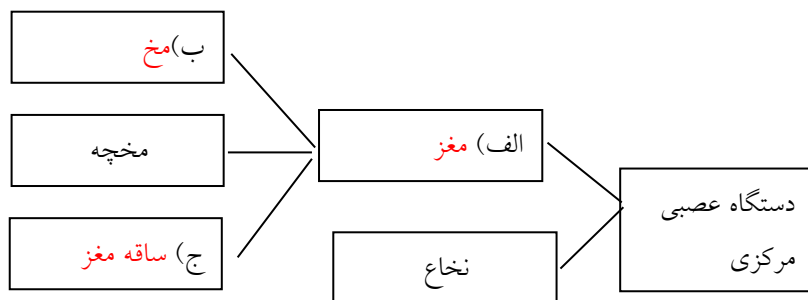 ب)مخ
الف) مغز
مخچه
دستگاه عصبی
مرکزی
ج) ساقه مغز
نخاع